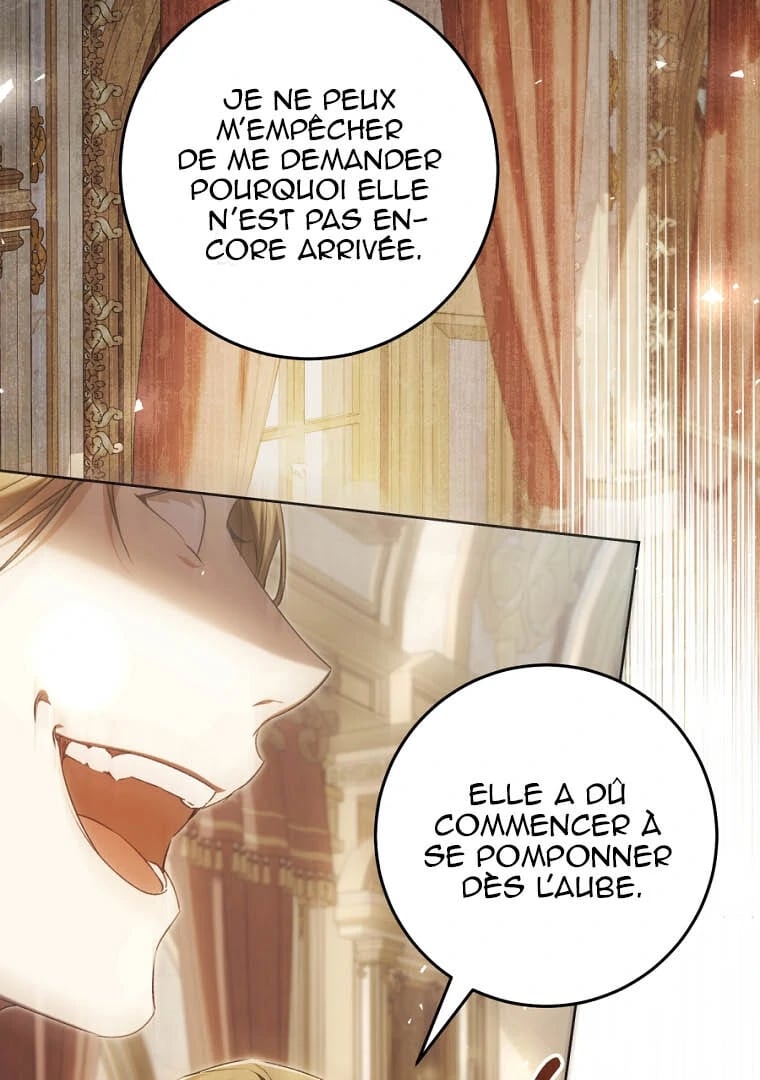 JE NE PEUX
M'EMPÊCHER
DE ME DEMANDER
POURQUOI ELLE
N'EST PAS EN-
CORE ARRIVÉE.
ELLE A DÛ
COMMENCER À
SE POMPONNER
DÈS L'AUBE.